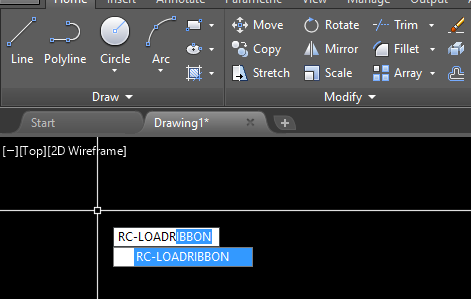 Home Insert Annotate Parametric View Manage Output A
Line Polyline Circle Arc
Move Rotate Trim
Copy Mirror Fillet
Stretch Scale Array
Draw Modify
Start Drawing1*
[−][Top][2D Wireframe]
RC-LOADRIBBON
RC-LOADRIBBON